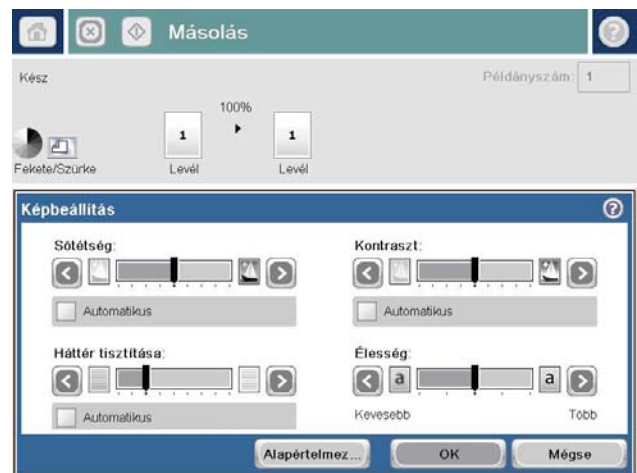 Másolás
Kész
Példányszám: 1
100%
1
1
Fekete/Szürke
Levél
Levél
Képbeállítás
Sötétség:
Kontraszt:
Automatikus
Automatikus
Háttér tisztítása:
Élesség:
a
a
Automatikus
Kevesebb
Több
Alapértelmez...
OK
Mégse